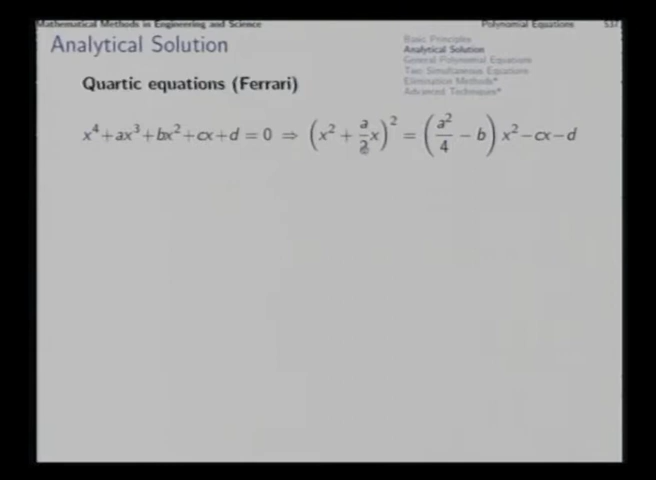 Mathematical Methods in Engineering and Science
Polynomial Equations
537
Analytical Solution
Basic Principles
Analytical Solution
General Polynomial Equations
Two Simultaneous Equations
Elimination Methods*
Advanced Techniques*
Quartic equations (Ferrari)
x⁴+ax³+bx²+cx+d = 0 ⇒ (x² + a/2 x)² = (a²/4 − b) x²−cx−d